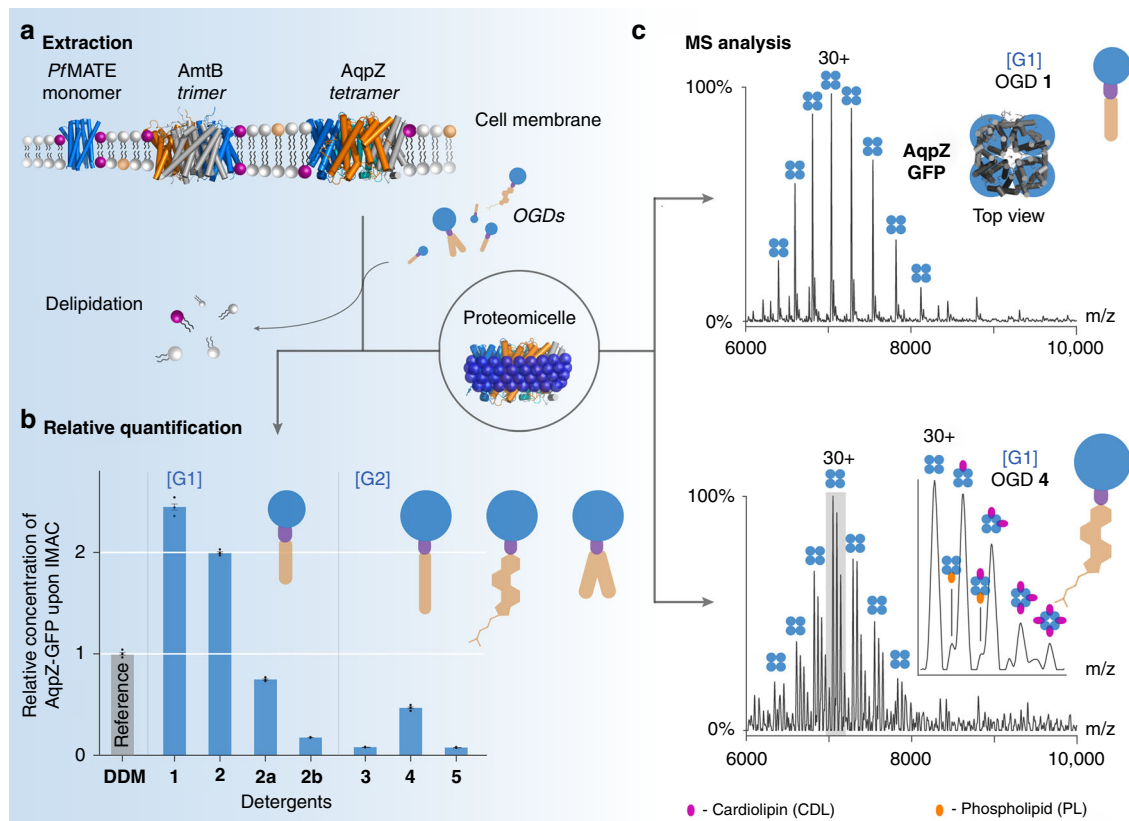 a Extraction
PfMATE
monomer
AmtB
trimer
AqpZ
tetramer
Cell membrane
OGDs
Delipidation
Proteomicelle
b Relative quantification
Relative concentration of
AqpZ-GFP upon IMAC
[G1]
[G2]
2
1
0
Reference
DDM
1
2
2a
2b
3
4
5
Detergents
c MS analysis
100%
0%
30+
[G1]
OGD 1
AqpZ
GFP
Top view
6000
8000
10,000
m/z
100%
0%
30+
30+
[G1]
OGD 4
m/z
m/z
6000
8000
10,000
- Cardiolipin (CDL)
- Phospholipid (PL)